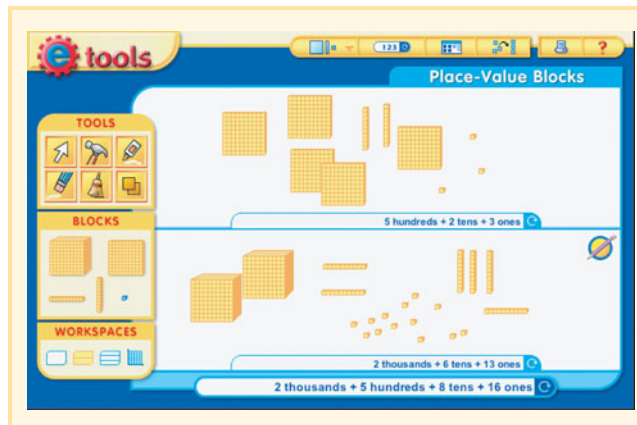 e tools
123
?
Place-Value Blocks
TOOLS
BLOCKS
WORKSPACES
5 hundreds + 2 tens + 3 ones
2 thousands + 6 tens + 13 ones
2 thousands + 5 hundreds + 8 tens + 16 ones